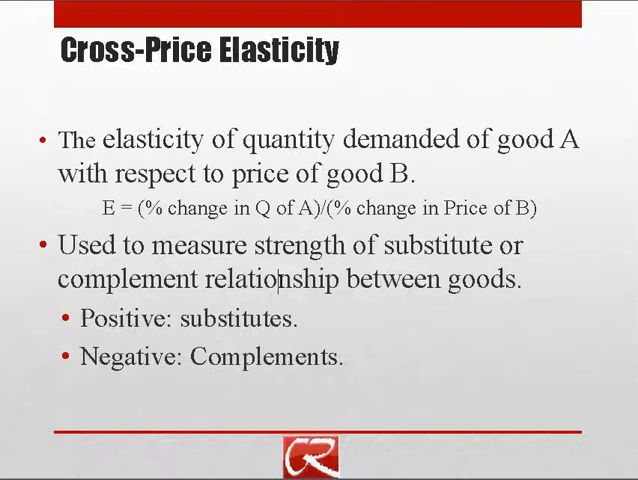 Cross-Price Elasticity
• The elasticity of quantity demanded of good A
with respect to price of good B.
E = (% change in Q of A)/(% change in Price of B)
• Used to measure strength of substitute or
complement relationship between goods.
• Positive: substitutes.
• Negative: Complements.
CR